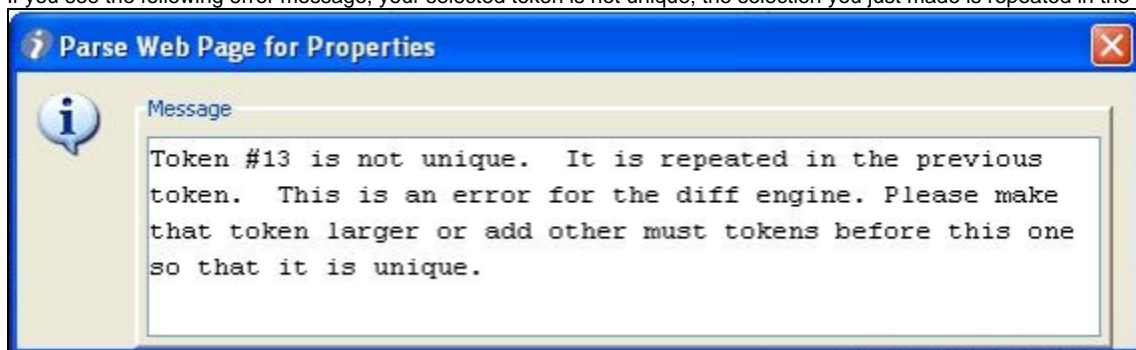 If you see the following error message, your selected token is not unique, the selection you just made is repeated in the
Parse Web Page for Properties
Message
Token #13 is not unique.  It is repeated in the previous
token.  This is an error for the diff engine. Please make
that token larger or add other must tokens before this one
so that it is unique.